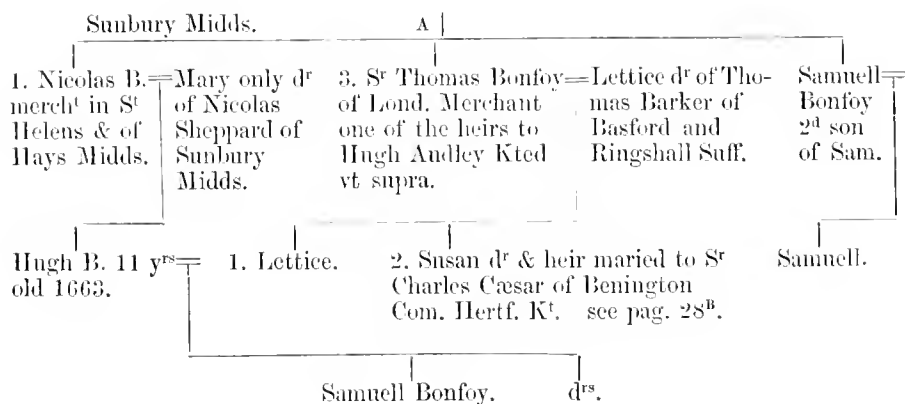 Sunbury Midds. A
1. Nicolas B.
mercht in St
Helens & of
Hays Midds.
Mary only dr
of Nicolas
Sheppard of
Sunbury
Midds.
3. Sr Thomas Bonfoy
of Lond. Merchant
one of the heirs to
Hugh Audley Kted
vt supra.
Lettice dr of Tho-
mas Barker of
Basford and
Ringshall Suff.
Samuell
Bonfoy
2d son
of Sam.
Hugh B. 11 yrs
old 1663.
1. Lettice.
2. Susan dr & heir maried to Sr
Charles Cæsar of Benington
Com. Hertf. Kt. see pag. 28B.
Samuell.
Samuell Bonfoy. drs.